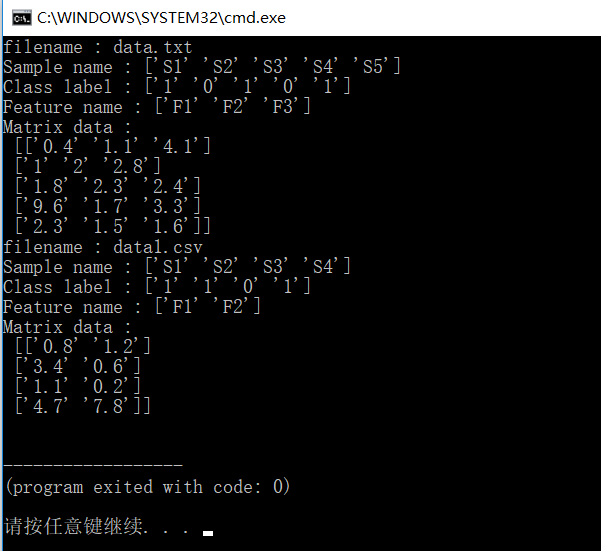 C:\WINDOWS\SYSTEM32\cmd.exe
filename : data.txt
Sample name : ['S1' 'S2' 'S3' 'S4' 'S5']
Class label : ['1' '0' '1' '0' '1']
Feature name : ['F1' 'F2' 'F3']
Matrix data :
 [['0.4' '1.1' '4.1']
 ['1' '2' '2.8']
 ['1.8' '2.3' '2.4']
 ['9.6' '1.7' '3.3']
 ['2.3' '1.5' '1.6']]
filename : data1.csv
Sample name : ['S1' 'S2' 'S3' 'S4']
Class label : ['1' '1' '0' '1']
Feature name : ['F1' 'F2']
Matrix data :
 [['0.8' '1.2']
 ['3.4' '0.6']
 ['1.1' '0.2']
 ['4.7' '7.8']]
------------------
(program exited with code: 0)
请按任意键继续. . .